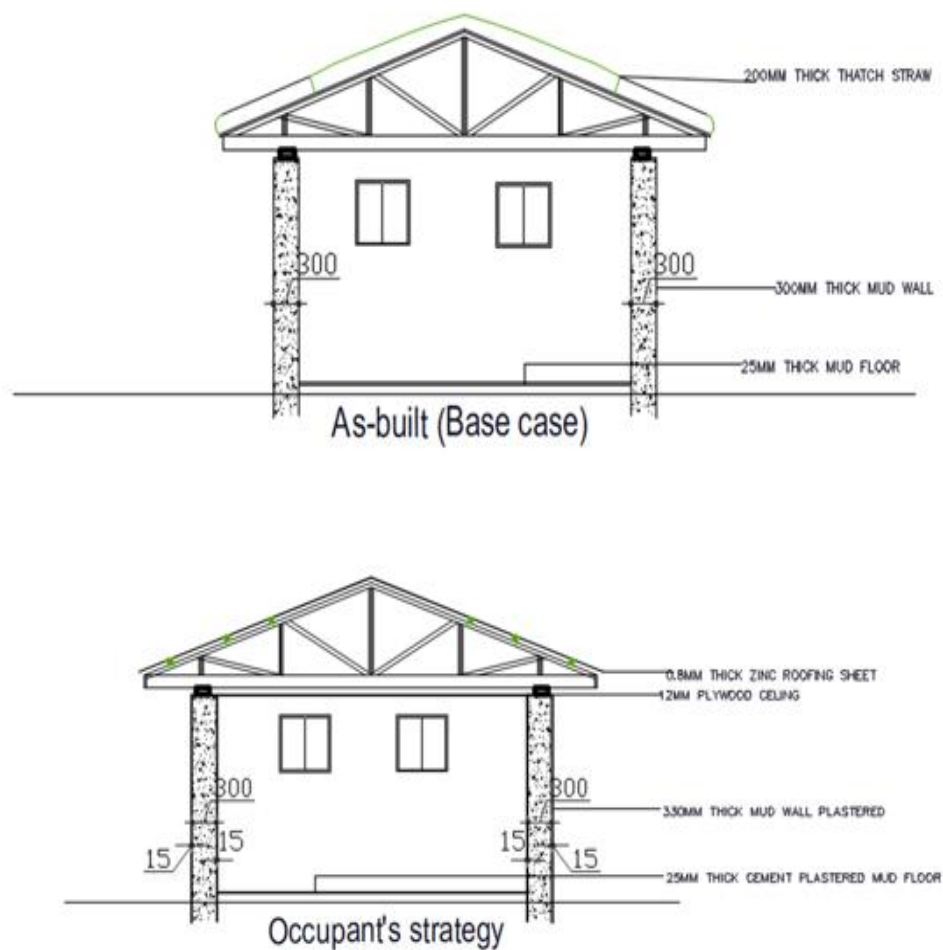 200MM THICK THATCH STRAW
300 300
300MM THICK MUD WALL
25MM THICK MUD FLOOR
As-built (Base case)
0.8MM THICK ZINC ROOFING SHEET
12MM PLYWOOD CELING
300 300
330MM THICK MUD WALL PLASTERED
15 15 15 15
25MM THICK CEMENT PLASTERED MUD FLOOR
Occupant's strategy